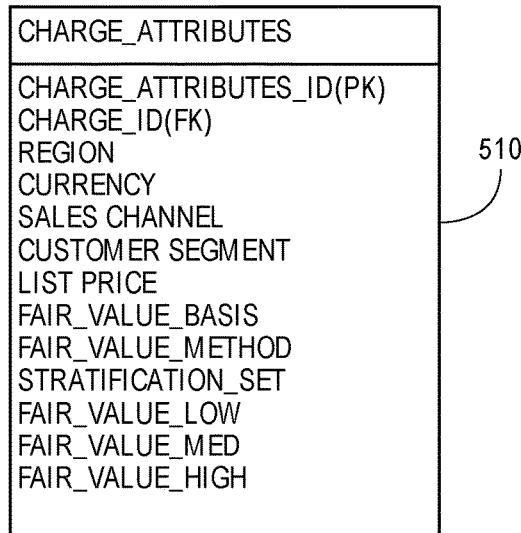 CHARGE_ATTRIBUTES
CHARGE_ATTRIBUTES_ID(PK)
CHARGE_ID(FK)
REGION
CURRENCY
SALES CHANNEL
CUSTOMER SEGMENT
LIST PRICE
FAIR_VALUE_BASIS
FAIR_VALUE_METHOD
STRATIFICATION_SET
FAIR_VALUE_LOW
FAIR_VALUE_MED
FAIR_VALUE_HIGH
510